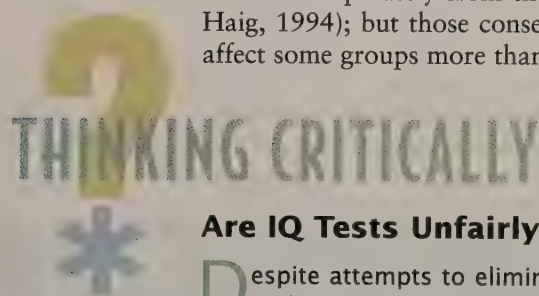 Haig, 1994); but those conse
affect some groups more than
?
THINKING CRITICALLY
*
Are IQ Tests Unfairly
Despite attempts to elimin